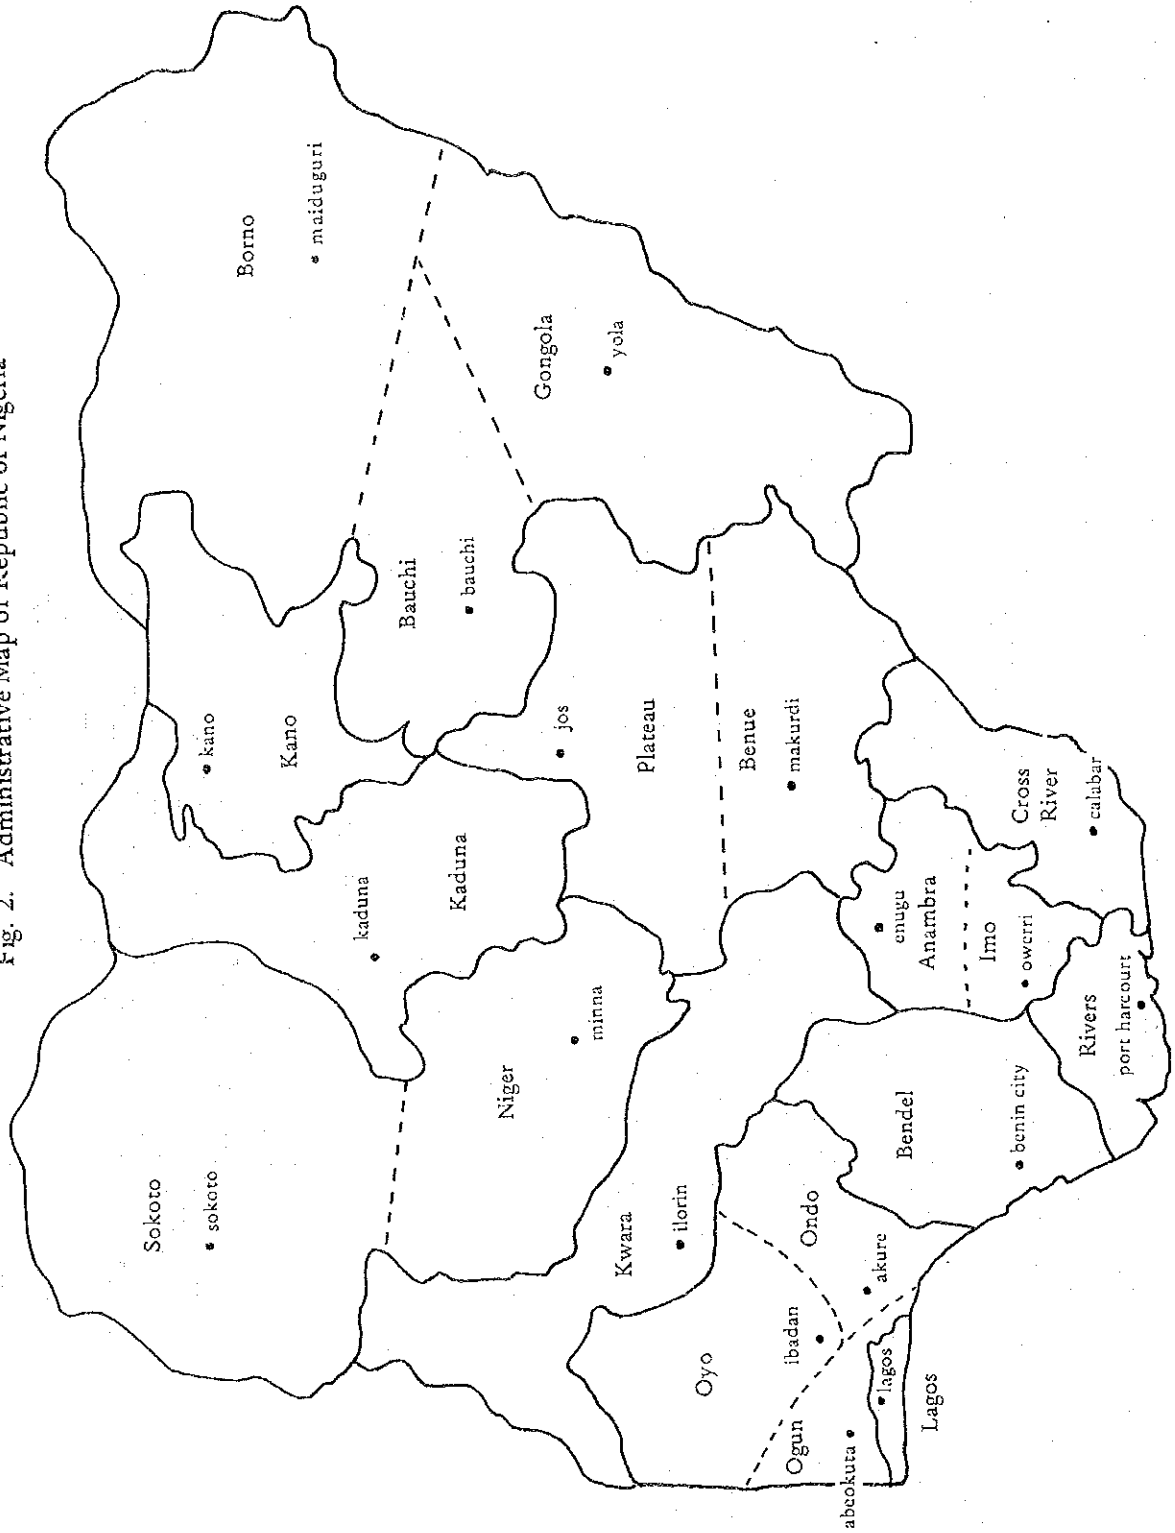 Fig. 2. Administrative Map of Republic of Nigeria
Sokoto
sokoto
kano
Borno
Kano
maiduguri
kaduna
Bauchi
Kaduna
bauchi
Niger
Gongola
jos
minna
yola
Kwara
Plateau
ilorin
Oyo
Benue
ibadan
makurdi
Ogun
Ondo
abeokuta
akure
lagos
enugu
Bendel
Anambra
Lagos
Imo
benin city
owerri
Cross
River
Rivers
calabar
port harcourt